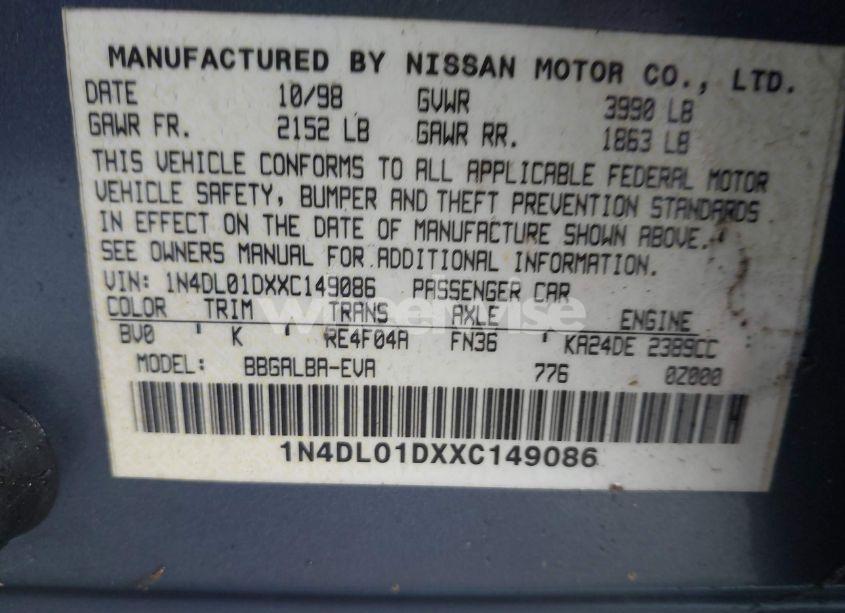 MANUFACTURED BY NISSAN MOTOR CO., LTD.
DATE 10/98 GVWR 3990 LB
GAWR FR. 2152 LB GAWR RR. 1863 LB
THIS VEHICLE CONFORMS TO ALL APPLICABLE FEDERAL MOTOR
VEHICLE SAFETY, BUMPER AND THEFT PREVENTION STANDARDS
IN EFFECT ON THE DATE OF MANUFACTURE SHOWN ABOVE.
SEE OWNERS MANUAL FOR ADDITIONAL INFORMATION.
VIN: 1N4DL01DXXC149086 PASSENGER CAR
COLOR TRIM TRANS AXLE ENGINE
BV0 ' K ' RE4F04A FN36 ' KA24DE 2389CC
MODEL: BBGALBA-EVA 776 0Z000
1N4DL01DXXC149086